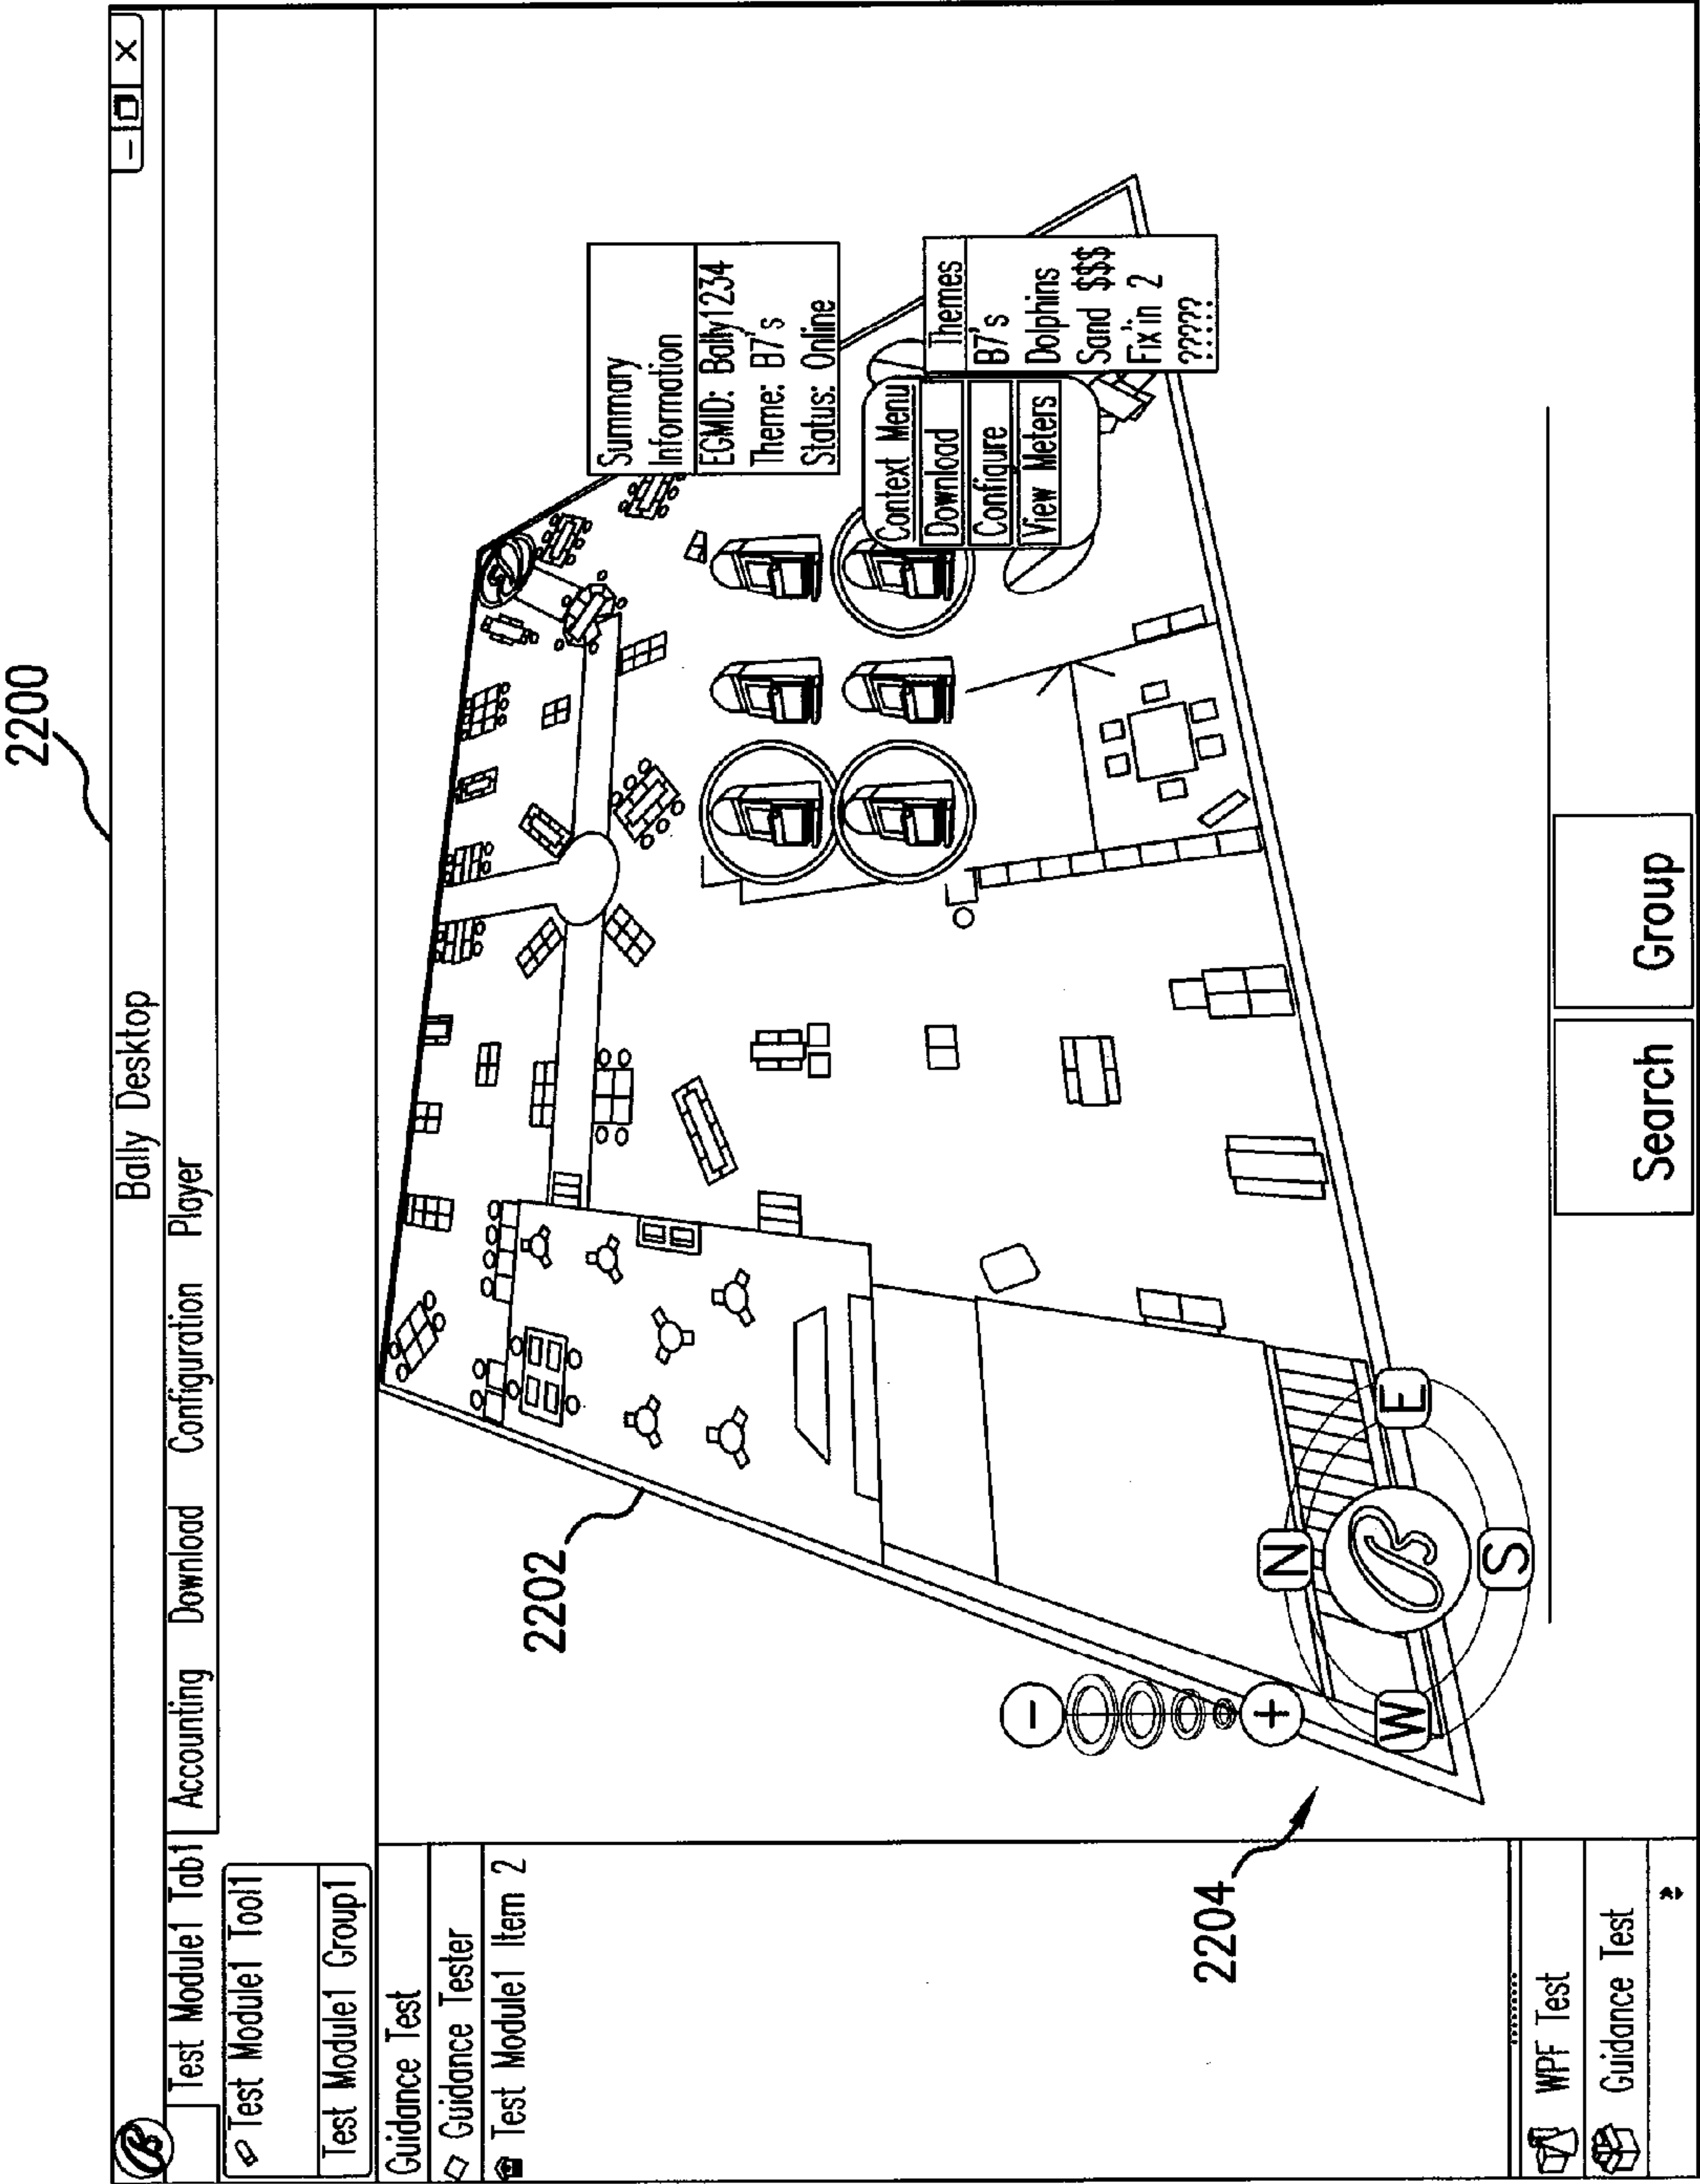 2200
Bally Desktop
Test Module1 Tab1 Accounting Download Configuration Player
Test Module1 Tool1
Test Module1 Group1
Guidance Test
Guidance Tester
Test Module1 Item 2
2202
Summary
Information
EGMID: Bally1234
Theme: B7's
Status: Online
Context Menu
Download
Configure
View Meters
Themes
B7's
Dolphins
Sand $$$
Fix'in 2
?????
2204
N
W
E
S
WPF Test
Guidance Test
Search
Group